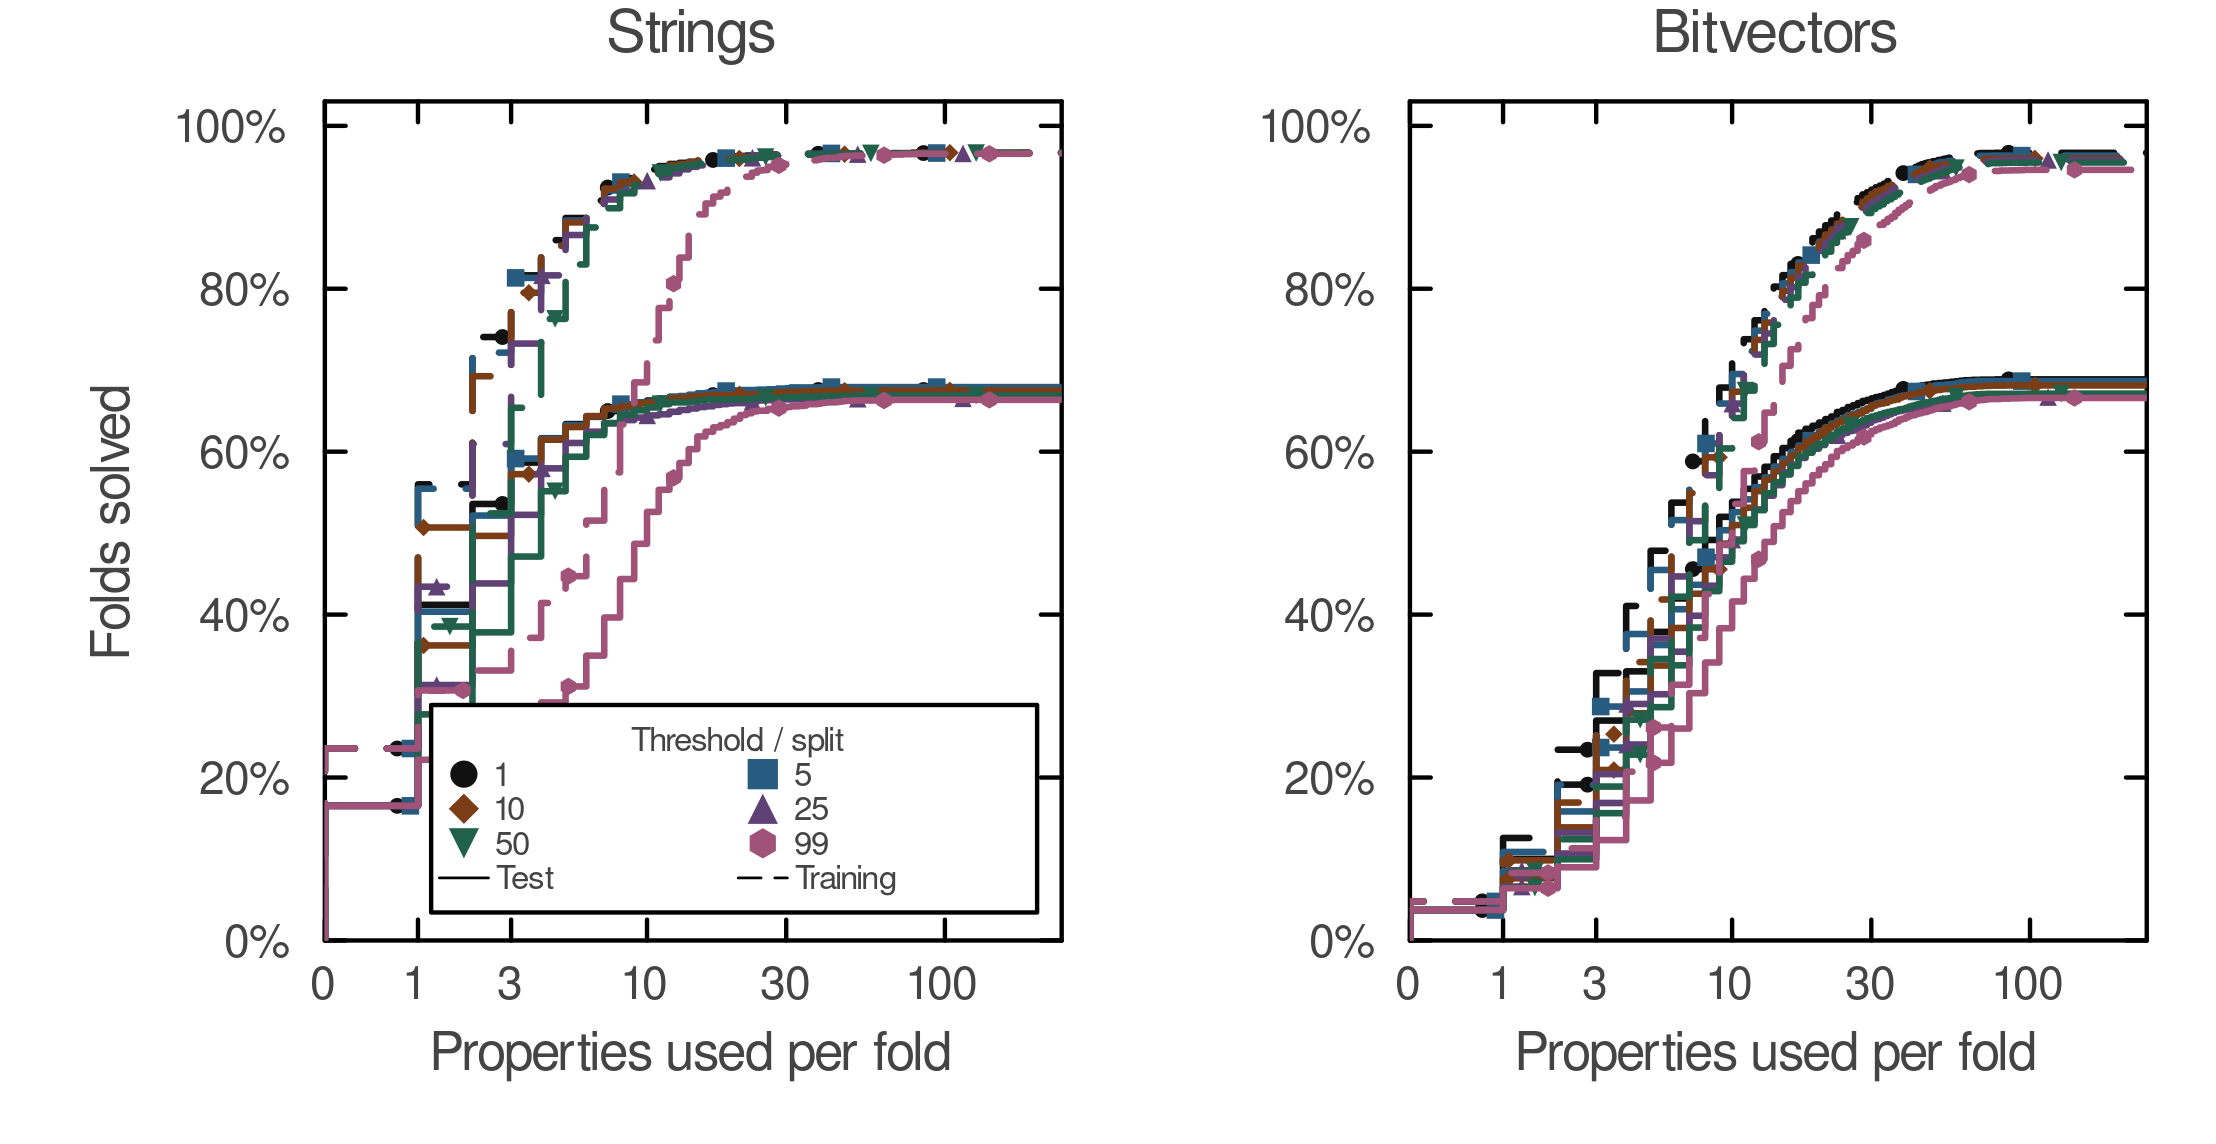 Strings
Bitvectors
100%
80%
60%
40%
20%
0%
Folds solved
0 1 3 10 30 100
Properties used per fold
Threshold / split
1 5
10 25
50 99
Test Training
100%
80%
60%
40%
20%
0%
0 1 3 10 30 100
Properties used per fold